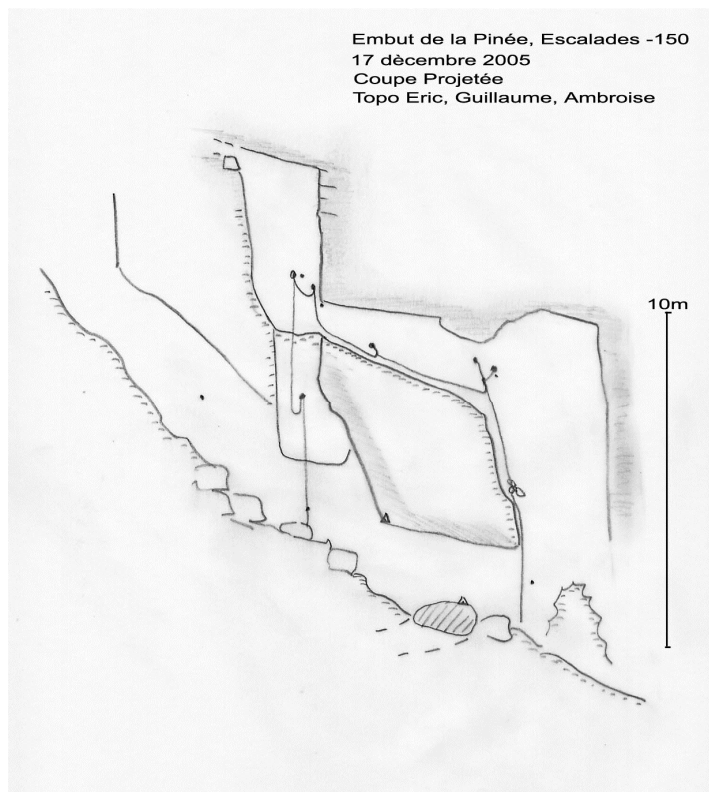 Embut de la Pinée, Escalades -150
17 dècembre 2005
Coupe Projetée
Topo Eric, Guillaume, Ambroise
10m